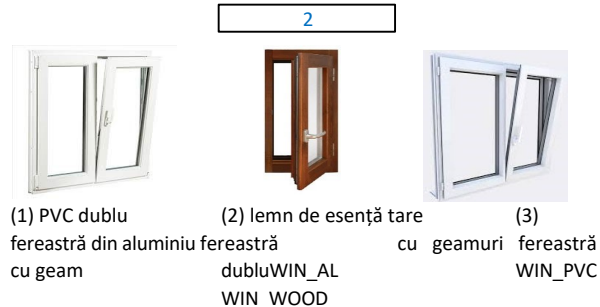 2
(1) PVC dublu (2) lemn de esență tare (3)
fereastră din aluminiu fereastră cu geamuri fereastră
cu geam dubluWIN_AL WIN_PVC
WIN_WOOD